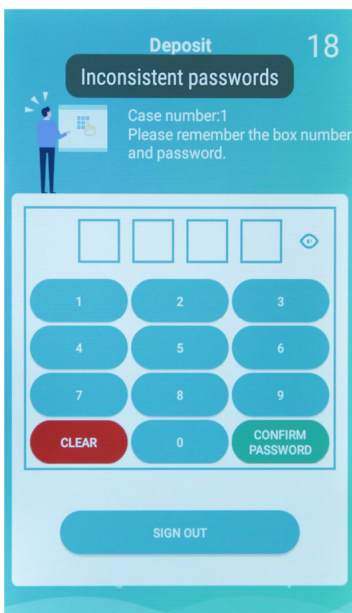 Deposit
18
Inconsistent passwords
Case number:1
Please remember the box number
and password.
1
2
3
4
5
6
7
8
9
CLEAR
0
CONFIRM
PASSWORD
SIGN OUT